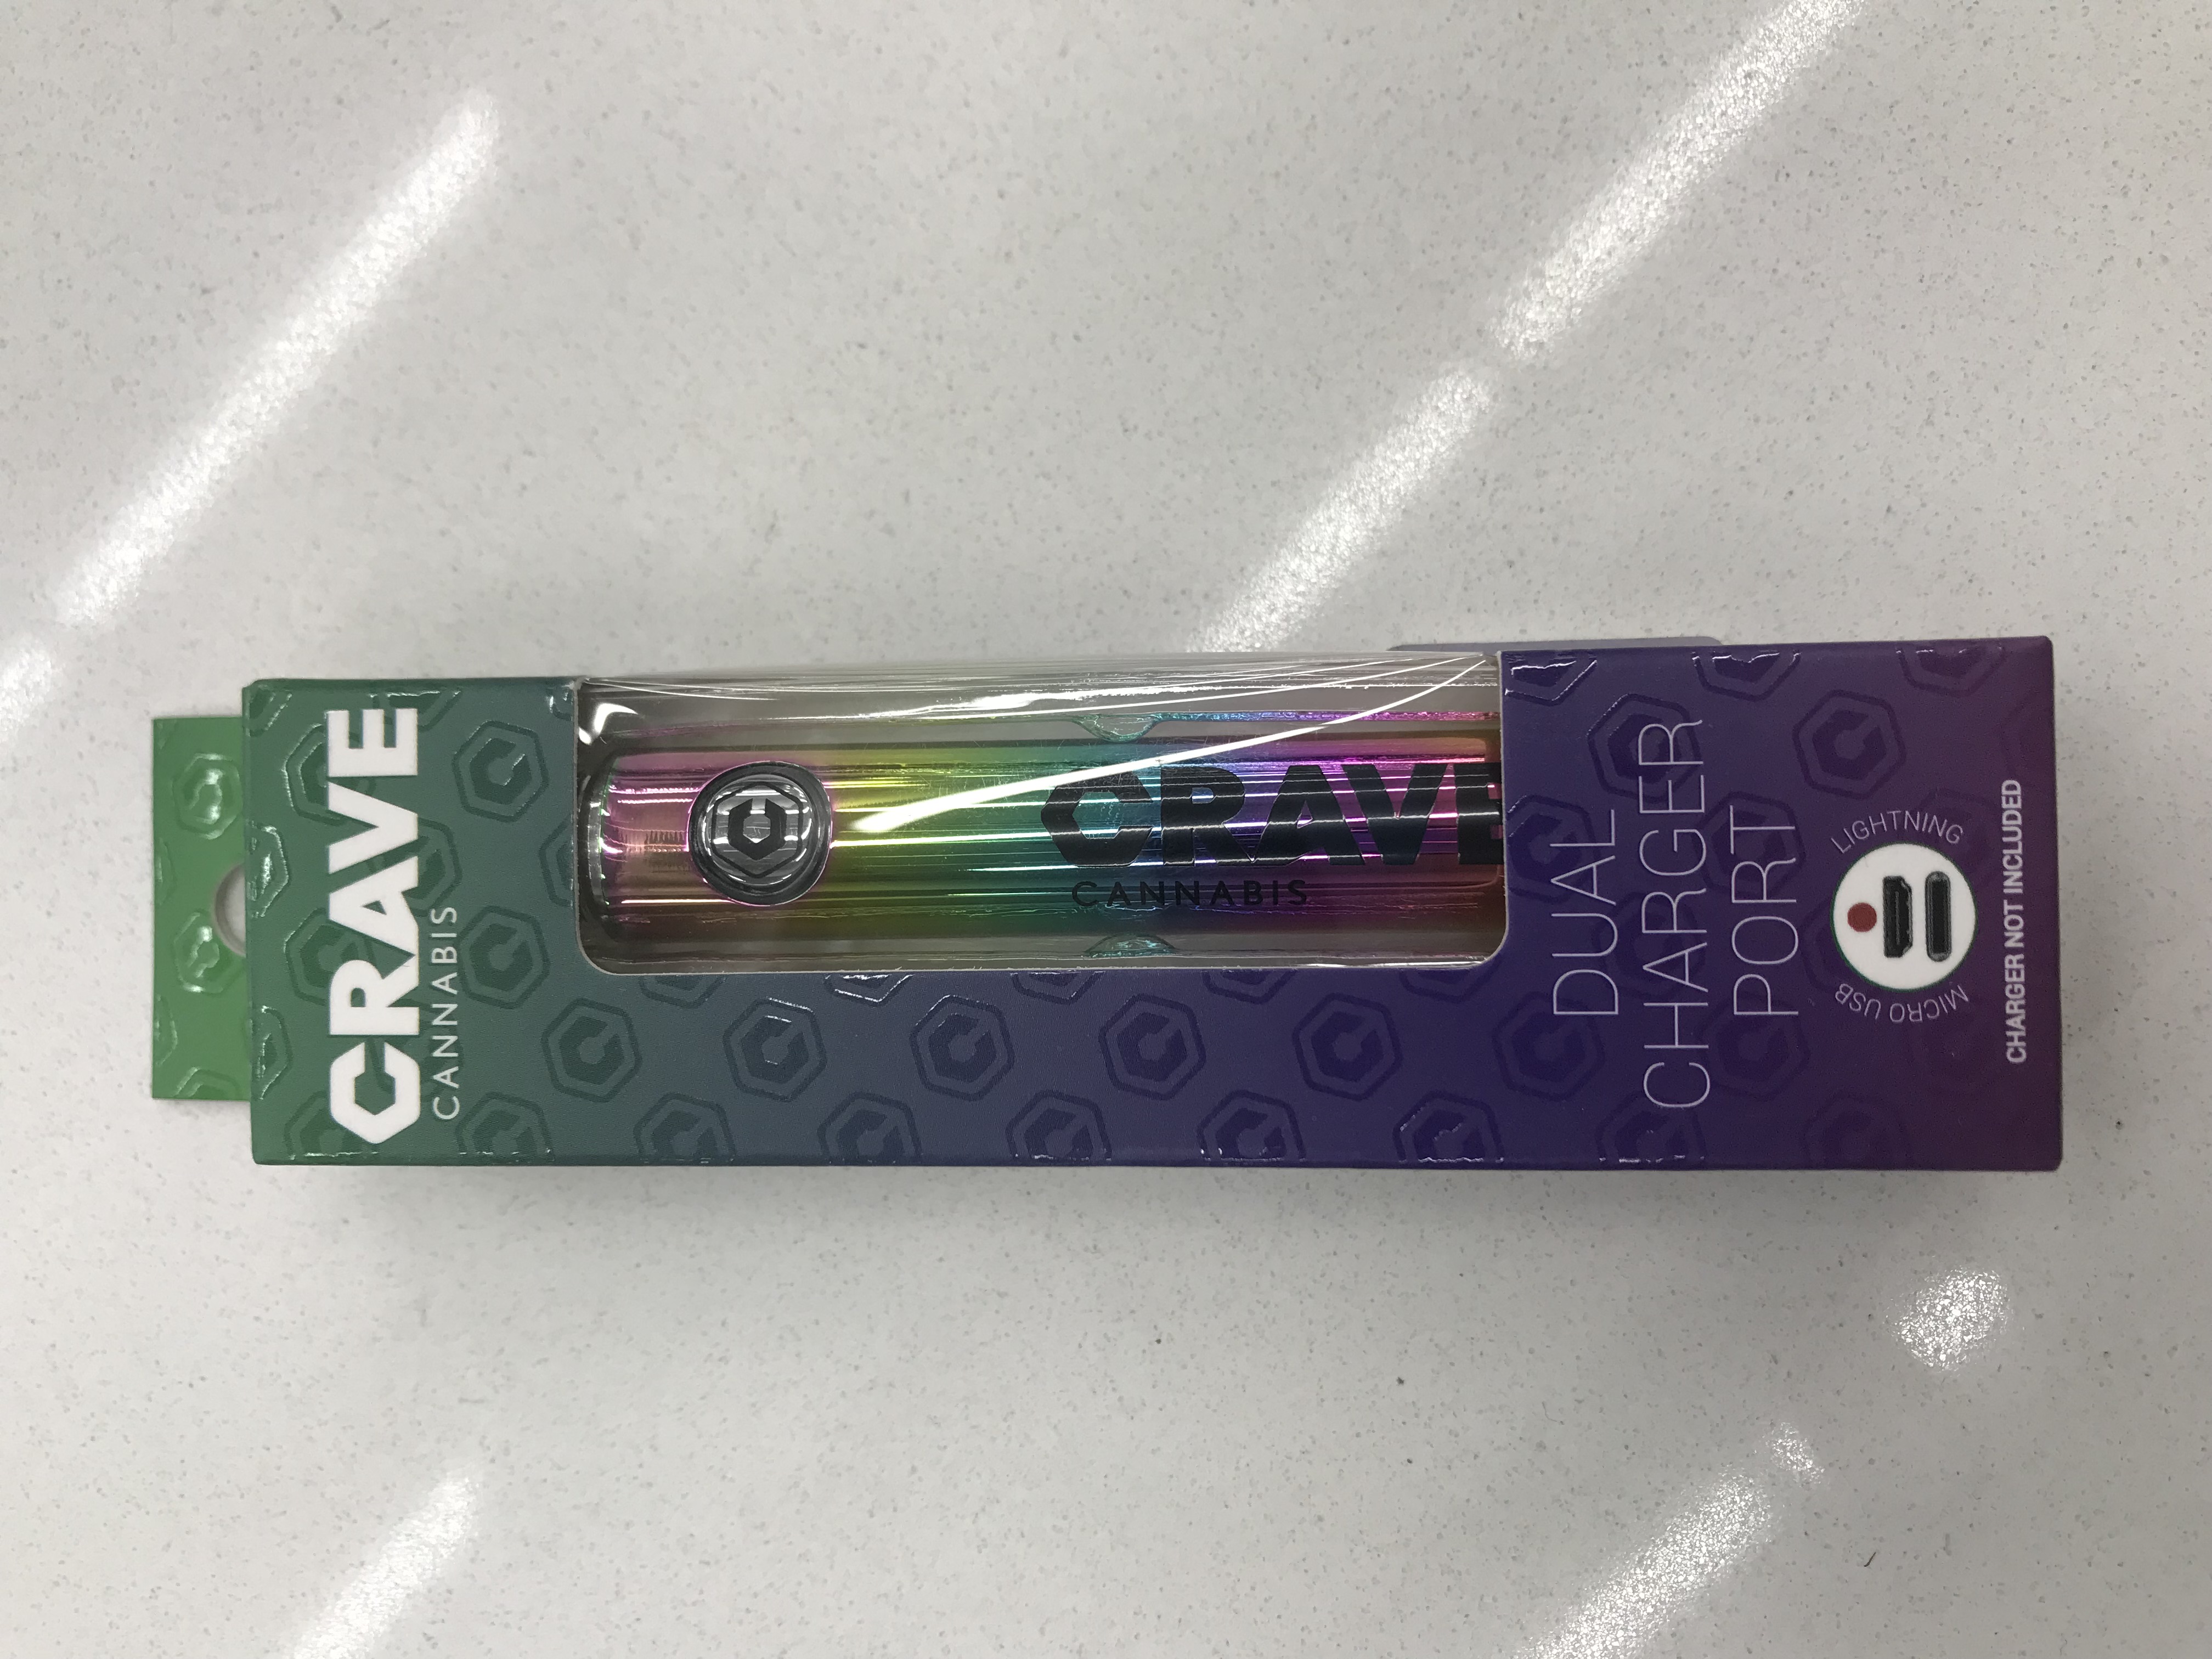 CRAVE
CANNABIS
CRAVE
CANNABIS
DUAL
CHARGER
PORT
LIGHTNING
MICRO USB
CHARGER NOT INCLUDED